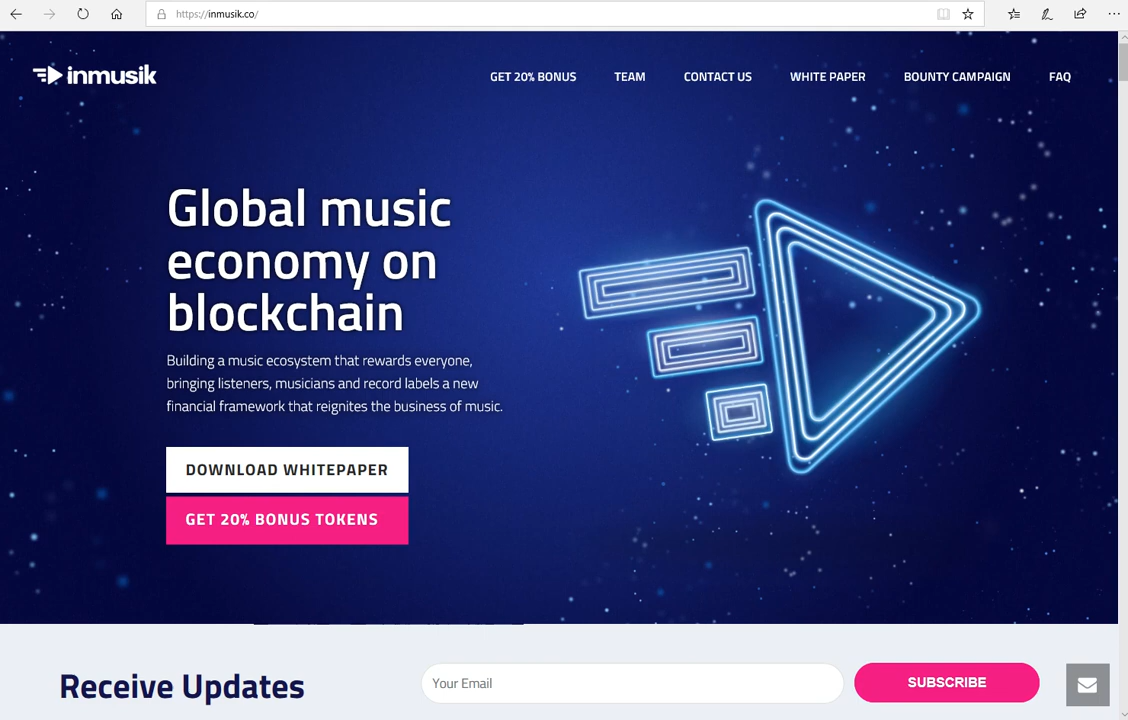 https://inmusik.co/
inmusik
GET 20% BONUS TEAM CONTACT US WHITE PAPER BOUNTY CAMPAIGN FAQ
Global music
economy on
blockchain
Building a music ecosystem that rewards everyone,
bringing listeners, musicians and record labels a new
financial framework that reignites the business of music.
DOWNLOAD WHITEPAPER
GET 20% BONUS TOKENS
Receive Updates
Your Email
SUBSCRIBE